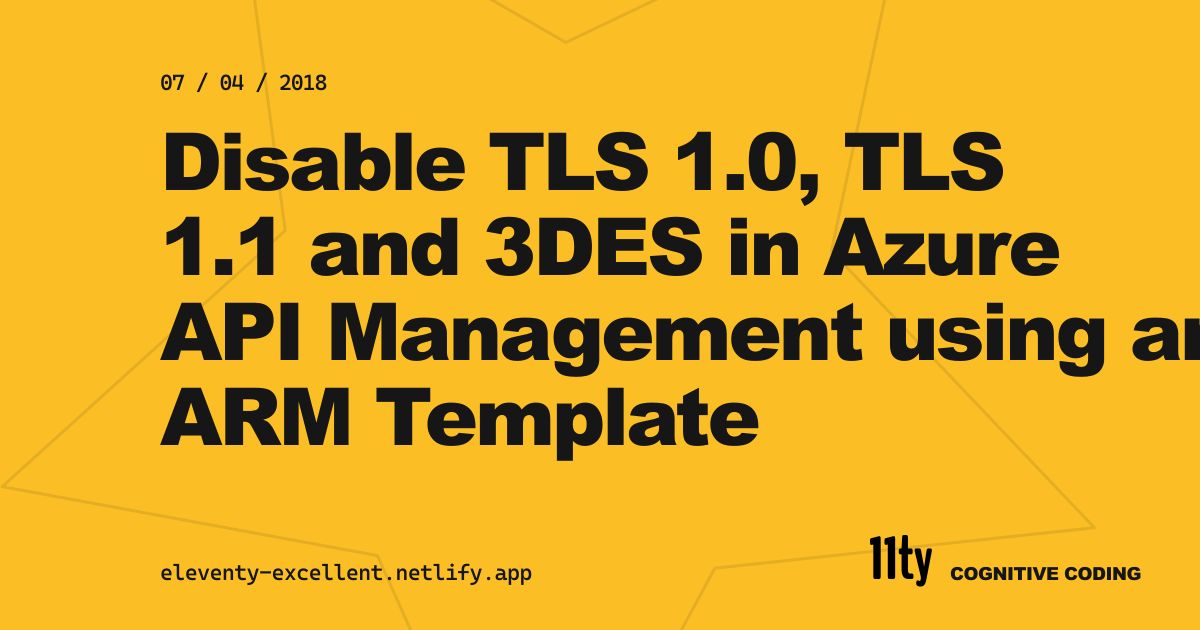 07 / 04 / 2018
Disable TLS 1.0, TLS
1.1 and 3DES in Azure
API Management using
ARM Template
eleventy-excellent.netlify.app
11ty COGNITIVE CODING